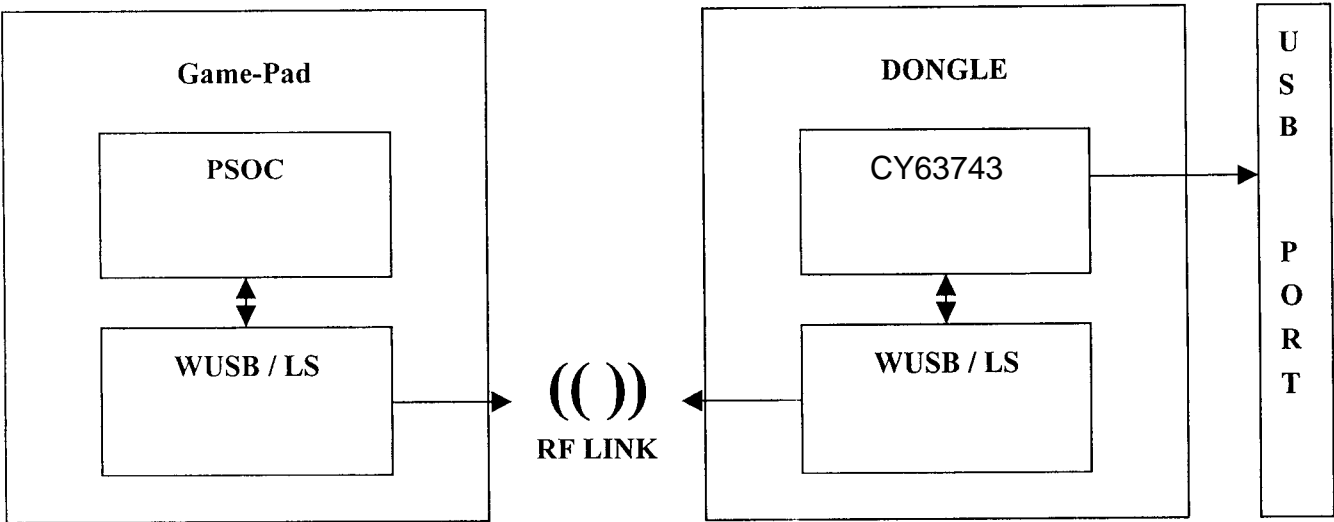 Game-Pad
PSOC
WUSB / LS
(( ))
RF LINK
DONGLE
CY63743
WUSB / LS
U
S
B
P
O
R
T